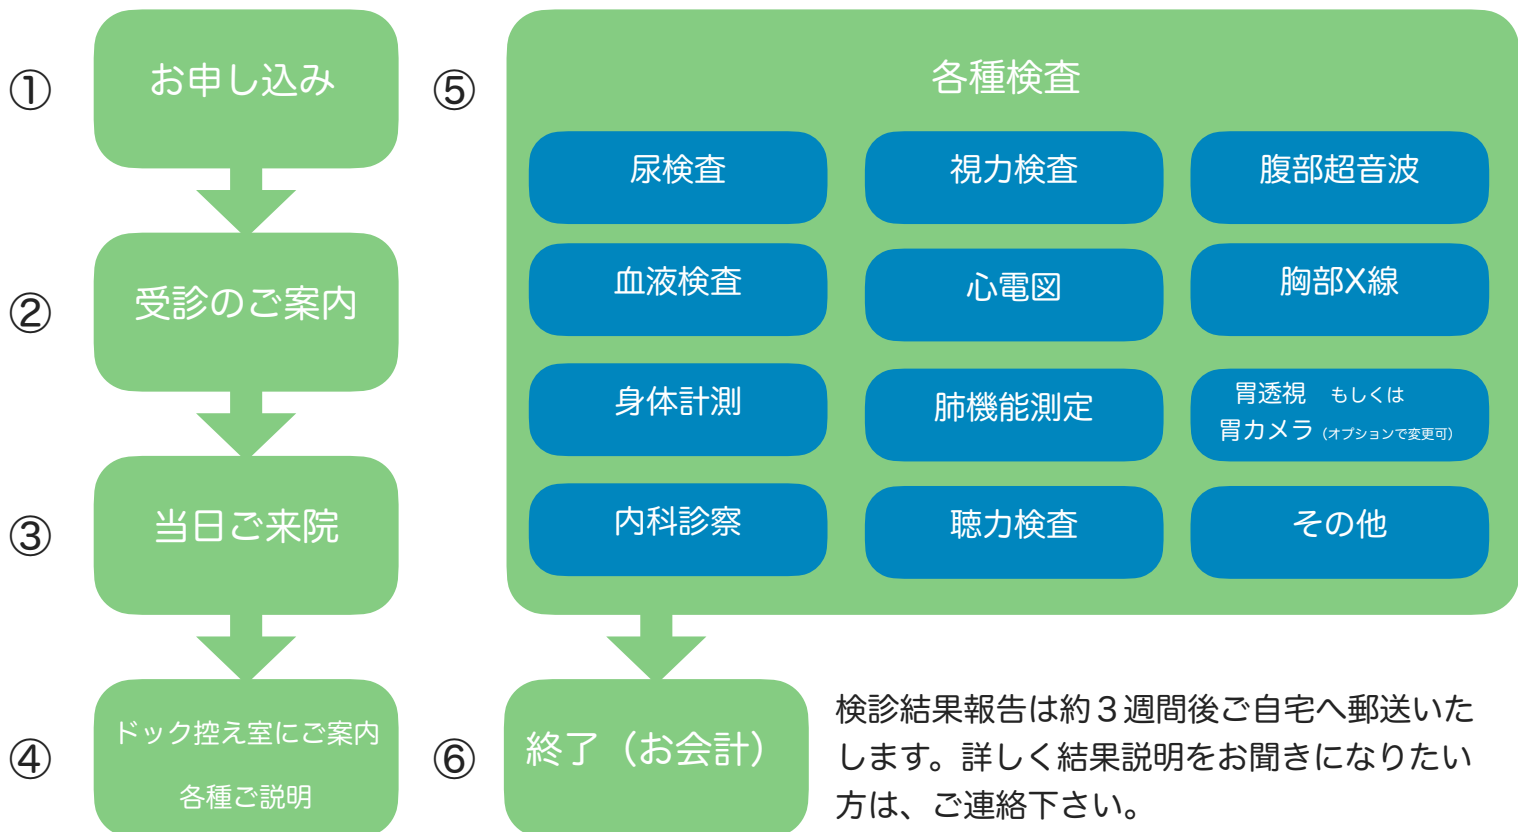 ①
お申し込み
②
受診のご案内
③
当日ご来院
④
ドック控え室にご案内
各種ご説明
⑤
各種検査
尿検査
視力検査
腹部超音波
血液検査
心電図
胸部X線
身体計測
肺機能測定
胃透視 もしくは
胃カメラ（オプションで変更可）
内科診察
聴力検査
その他
⑥
終了（お会計）
検診結果報告は約３週間後ご自宅へ郵送いた
します。詳しく結果説明をお聞きになりたい
方は、ご連絡下さい。